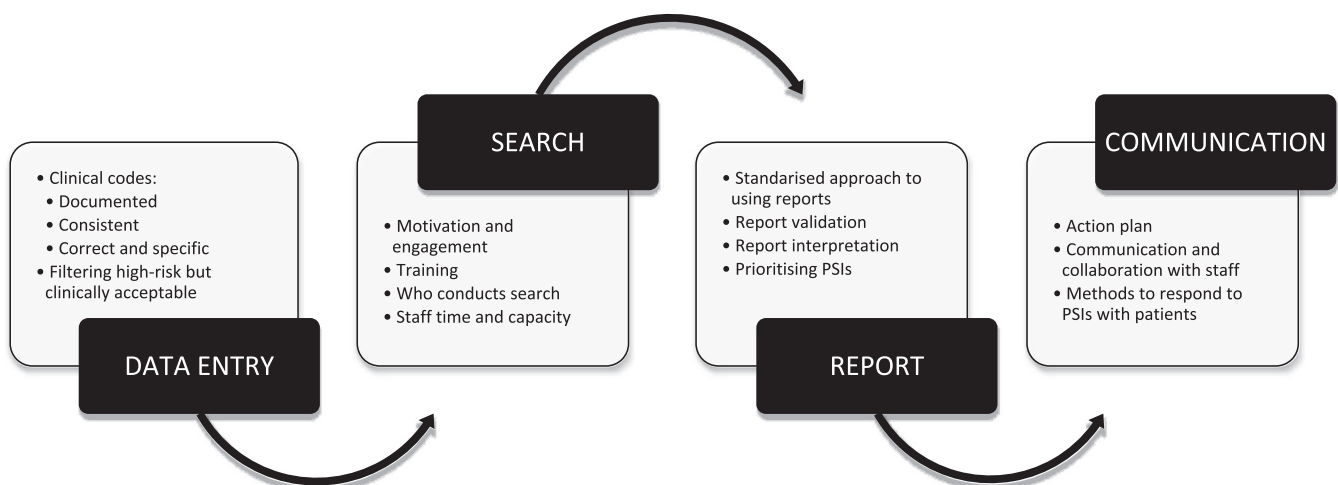 • Clinical codes:
• Documented
• Consistent
• Correct and specific
• Filtering high-risk but
clinically acceptable
DATA ENTRY
SEARCH
• Motivation and
engagement
• Training
• Who conducts search
• Staff time and capacity
• Standarised approach to
using reports
• Report validation
• Report interpretation
• Prioritising PSIs
REPORT
COMMUNICATION
• Action plan
• Communication and
collaboration with staff
• Methods to respond to
PSIs with patients